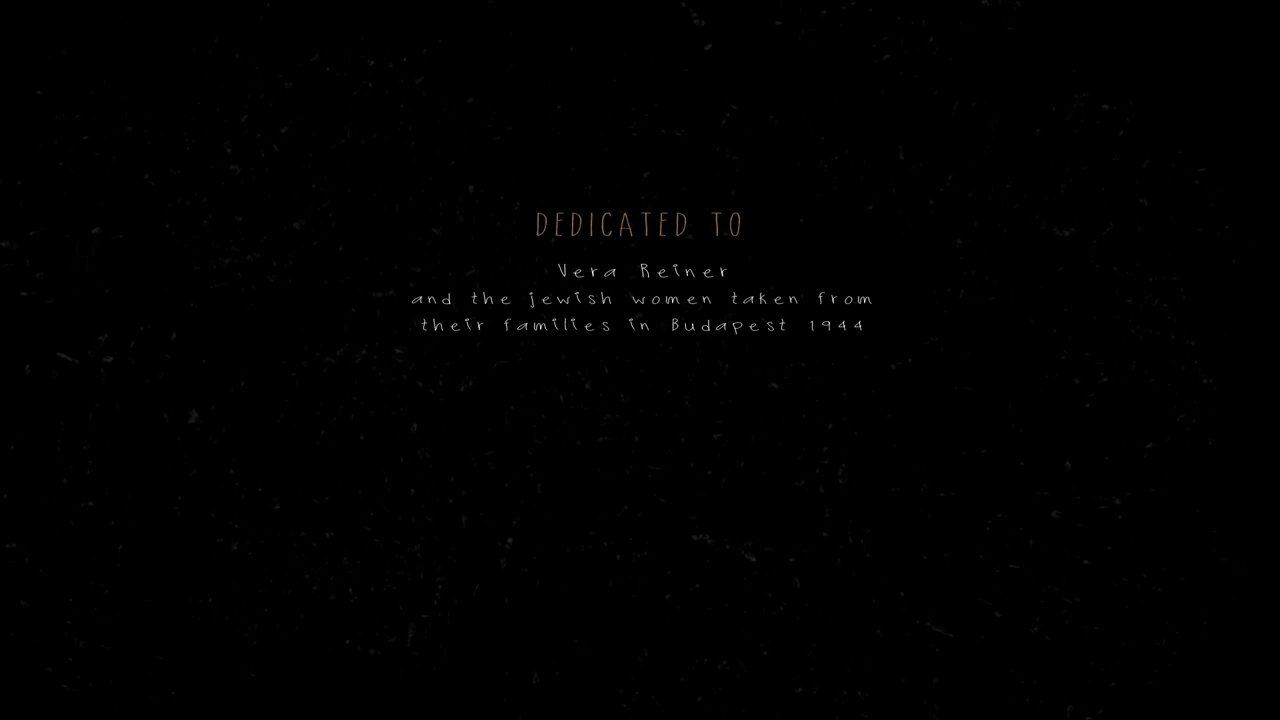 DEDICATED TO
Vera Reiner
and the jewish women taken from
their families in Budapest 1944